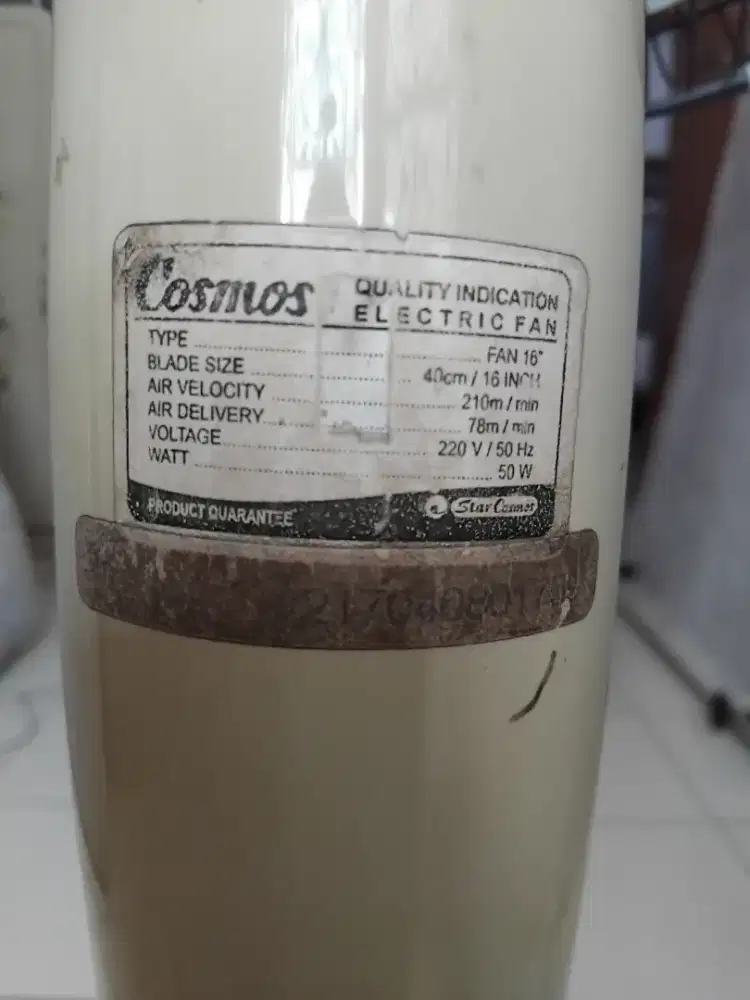 Cosmos
QUALITY INDICATION
ELECTRIC FAN
TYPE ........ FAN 16"
BLADE SIZE ........ 40cm / 16 INCH
AIR VELOCITY ........ 210m / min
AIR DELIVERY ........ 78m / min
VOLTAGE ........ 220 V / 50 Hz
WATT ........ 50 W
PRODUCT QUARANTEE
Star Cosmos